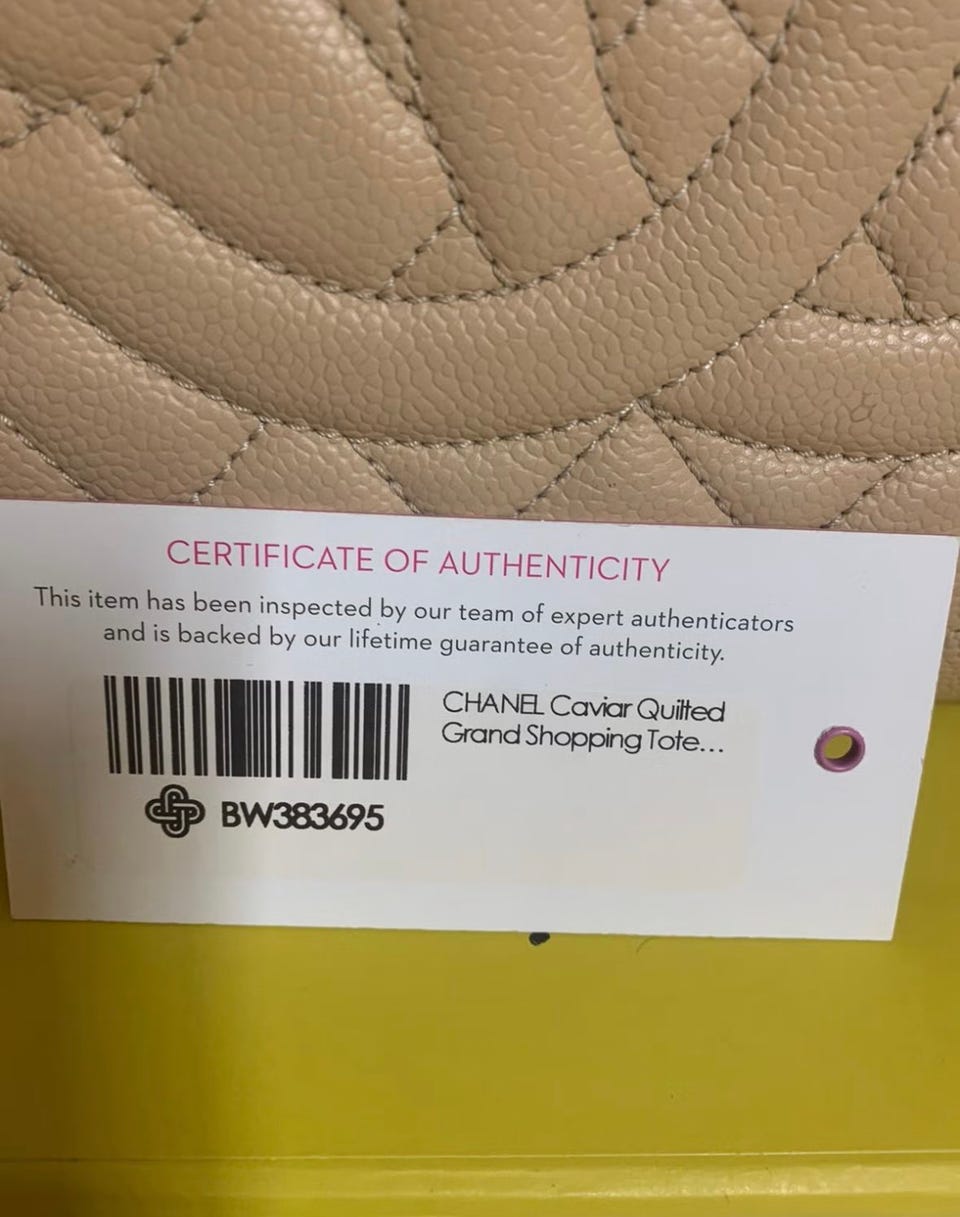 CERTIFICATE OF AUTHENTICITY
This item has been inspected by our team of expert authenticators
and is backed by our lifetime guarantee of authenticity.
CHANEL Caviar Quilted
Grand Shopping Tote...
BW383695